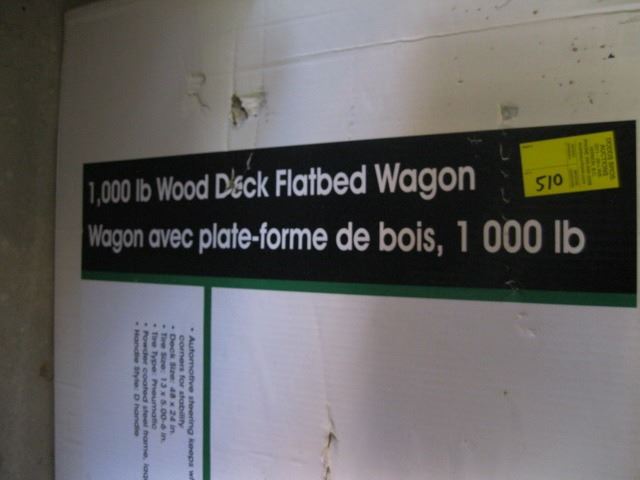 1,000 lb Wood Deck Flatbed Wagon
Wagon avec plate-forme de bois, 1 000 lb
510
AUCTIONS
• Automotive steering keeps
corners for stability
• Deck Size: 48 x 24 in.
• Tire Size: 13 x 5.00-6 in.
• Tire Type: Pneumatic
• Powder coated steel frame,
• Handle Style: D handle